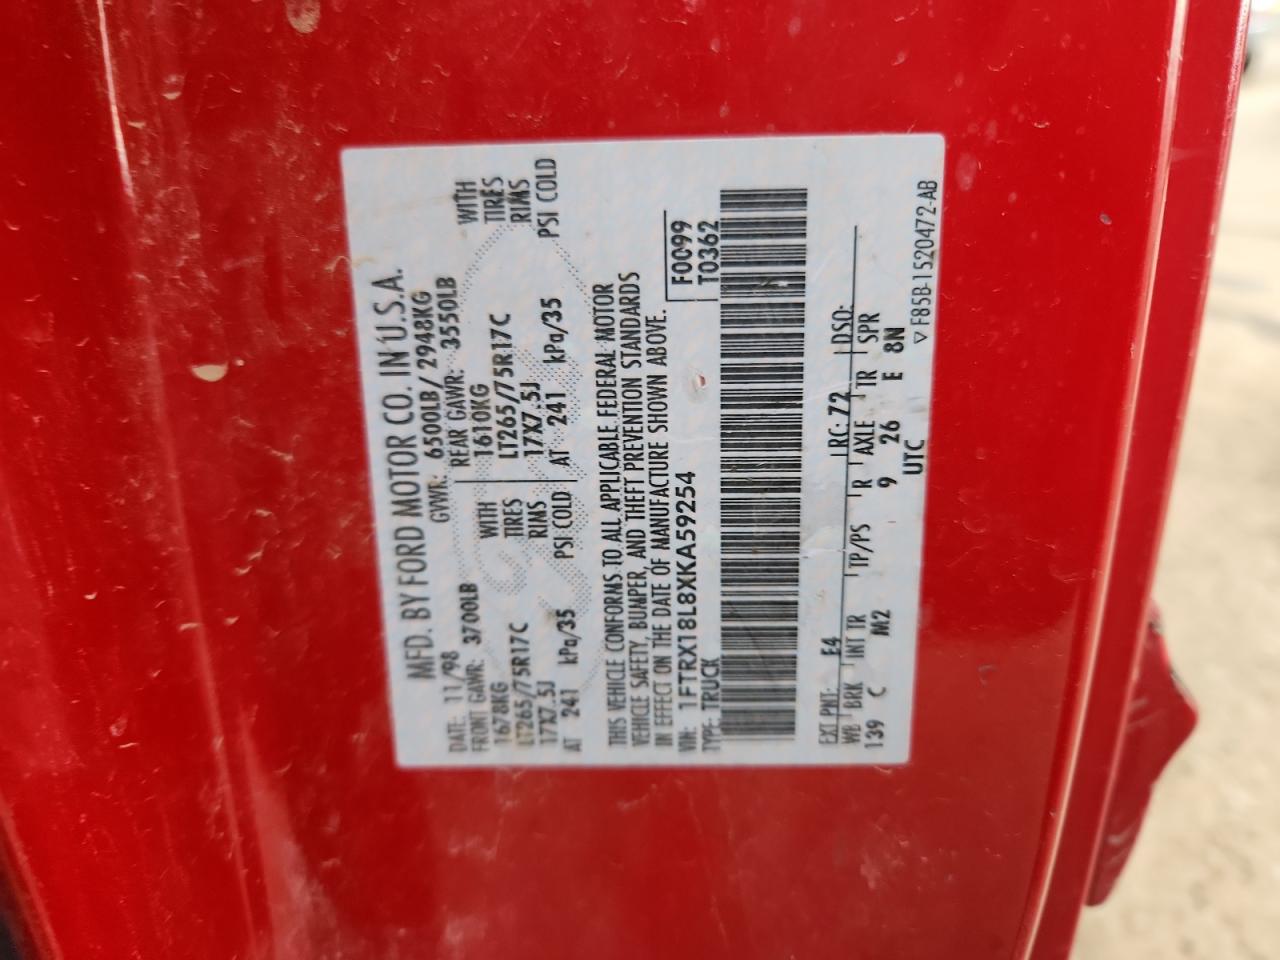 MFD. BY FORD MOTOR CO. IN U.S.A.
DATE: 11/98 GVWR: 6500LB/ 2948KG
FRONT GAWR: 3700LB REAR GAWR: 3550LB
1678KG WITH 1610KG WITH
LT265/75R17C TIRES LT265/75R17C TIRES
17X7.5J RIMS 17X7.5J RIMS
AT 241 kPa/35 PSI COLD AT 241 kPa/35 PSI COLD
THIS VEHICLE CONFORMS TO ALL APPLICABLE FEDERAL MOTOR
VEHICLE SAFETY, BUMPER, AND THEFT PREVENTION STANDARDS
IN EFFECT ON THE DATE OF MANUFACTURE SHOWN ABOVE.
VIN: 1FTRX18L8XKA59254 F0099
TYPE: TRUCK T0362
EXT PNT: E4 RC: 72 DSO:
WB BRK INT TR TP/PS R AXLE TR SPR
139 C M2 9 26 E 8N
UTC
▽ F85B-1520472-AB